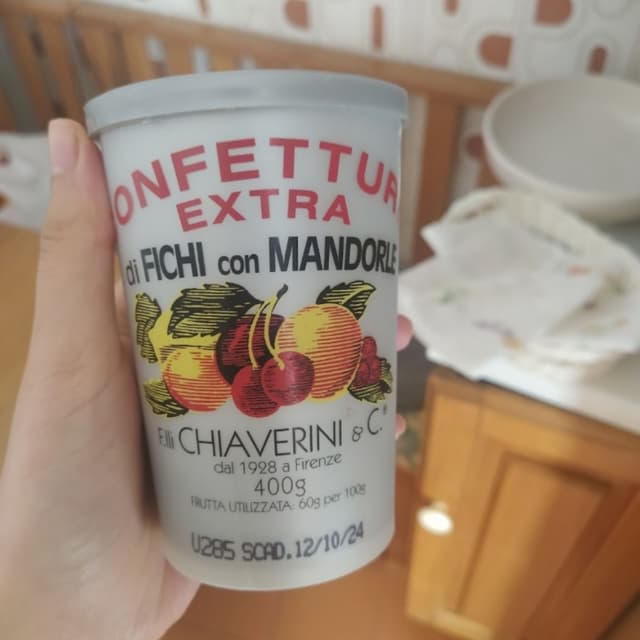 ONFETTUR
EXTRA
di FICHI con MANDORLE
F.lli CHIAVERINI & C.®
dal 1928 a Firenze
400g
FRUTTA UTILIZZATA: 60g per 100g
U285 SCAD.12/10/24